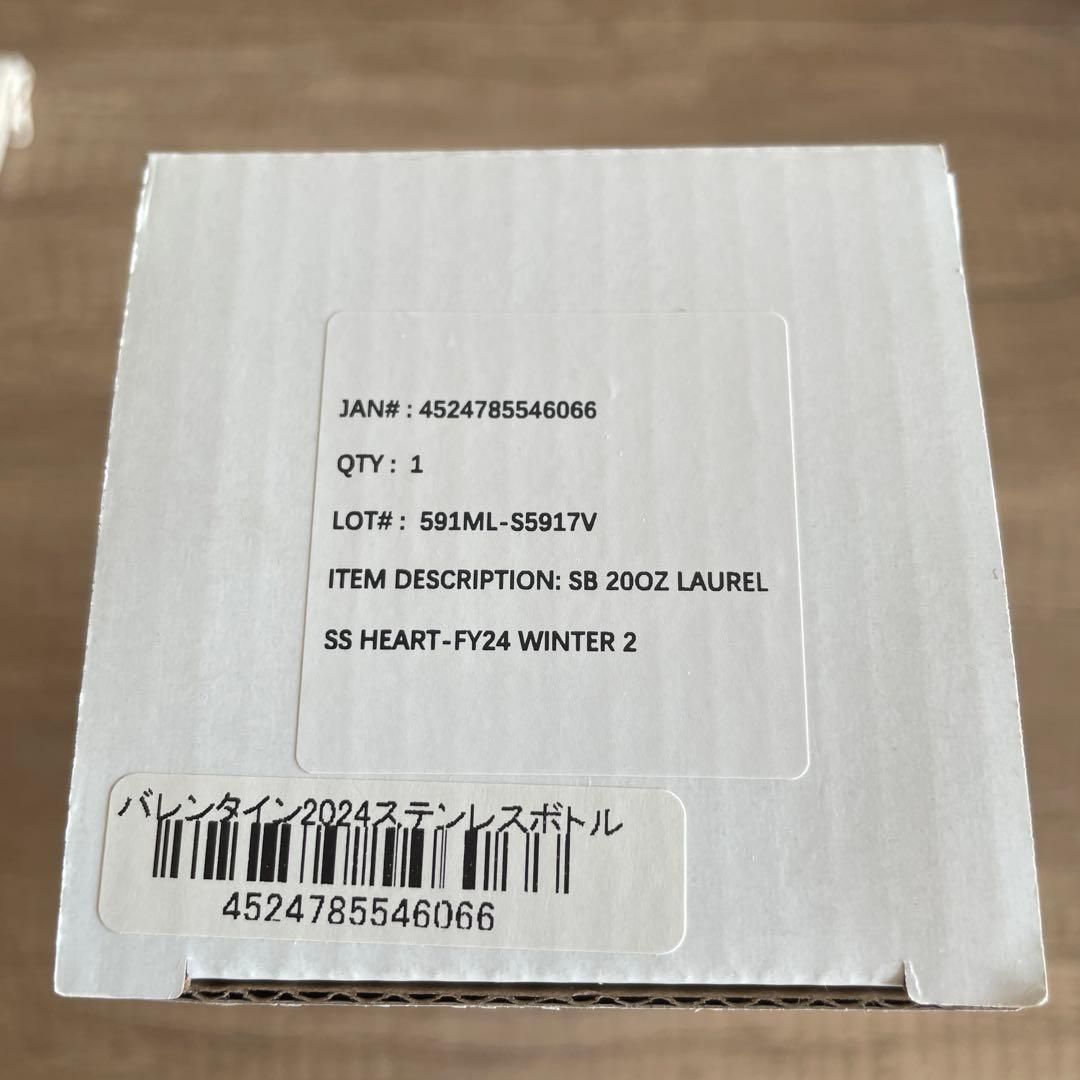 JAN# : 4524785546066
QTY : 1
LOT# : 591ML-S5917V
ITEM DESCRIPTION: SB 20OZ LAUREL
SS HEART-FY24 WINTER 2
バレンタイン2024ステンレスボトル
4524785546066